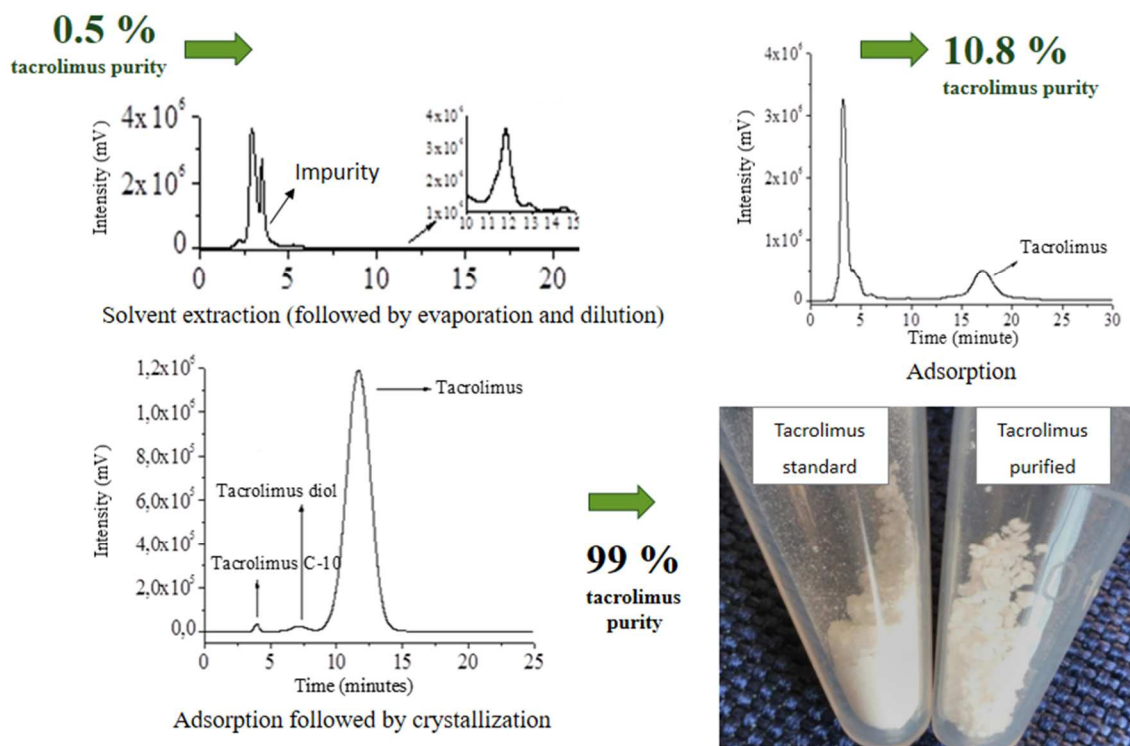 0.5 %
tacrolimus purity
4x10⁶
2x10⁶
0
Intensity (mV)
Impurity
4x10⁶
3x10⁶
2x10⁶
1x10⁶
10 11 12 13 14 15
0 5 10 15 20
Solvent extraction (followed by evaporation and dilution)
10.8 %
tacrolimus purity
4x10⁶
3x10⁶
2x10⁶
1x10⁶
0
Intensity (mV)
Tacrolimus
0 5 10 15 20 25 30
Time (minute)
Adsorption
1,2x10⁶
1,0x10⁶
8,0x10⁵
6,0x10⁵
4,0x10⁵
2,0x10⁵
0,0
Intensity (mV)
Tacrolimus
Tacrolimus diol
Tacrolimus C-10
0 5 10 15 20 25
Time (minutes)
Adsorption followed by crystallization
99 %
tacrolimus
purity
Tacrolimus
standard
Tacrolimus
purified